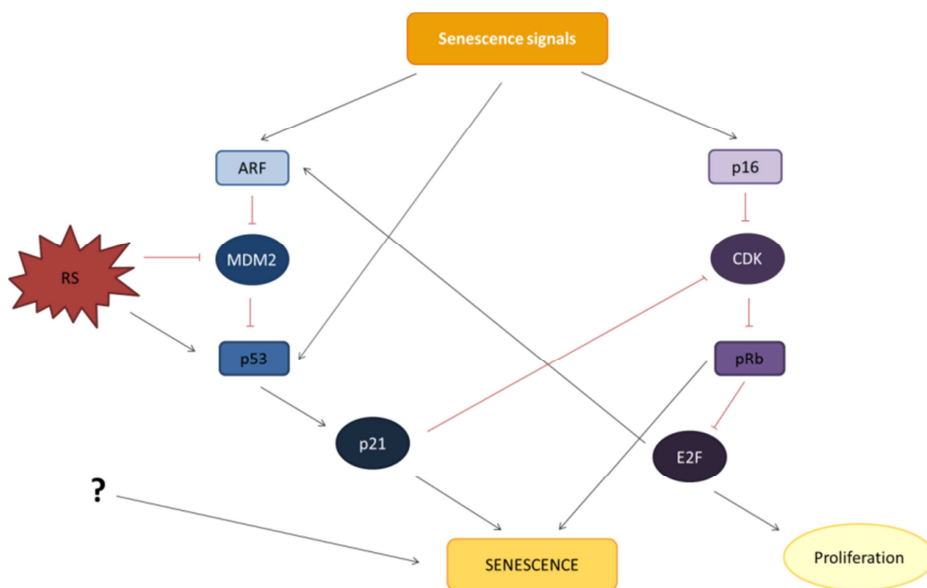 Senescence signals
ARF
p16
MDM2
CDK
RS
p53
pRb
p21
E2F
?
SENESCENCE
Proliferation